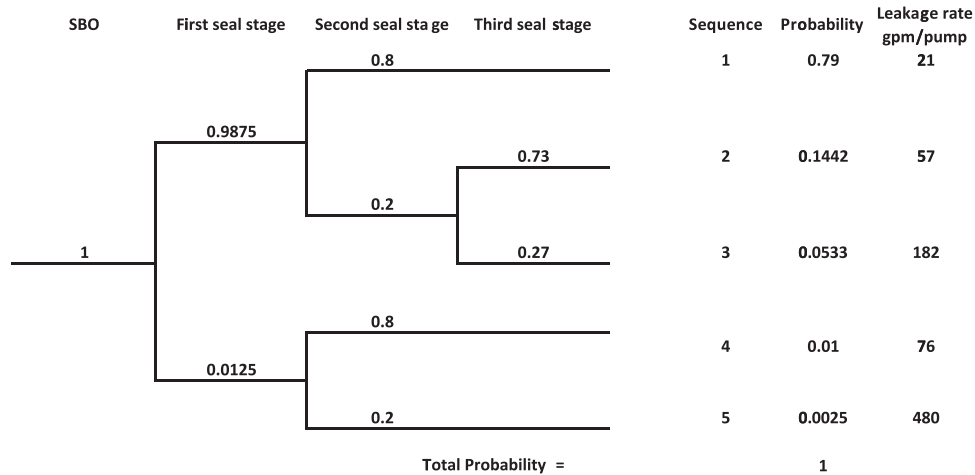 SBO First seal stage Second seal stage Third seal stage Sequence Probability Leakage rate
gpm/pump
0.8 1 0.79 21
0.9875
0.73 2 0.1442 57
0.2
1 0.27 3 0.0533 182
0.8 4 0.01 76
0.0125
0.2 5 0.0025 480
Total Probability = 1